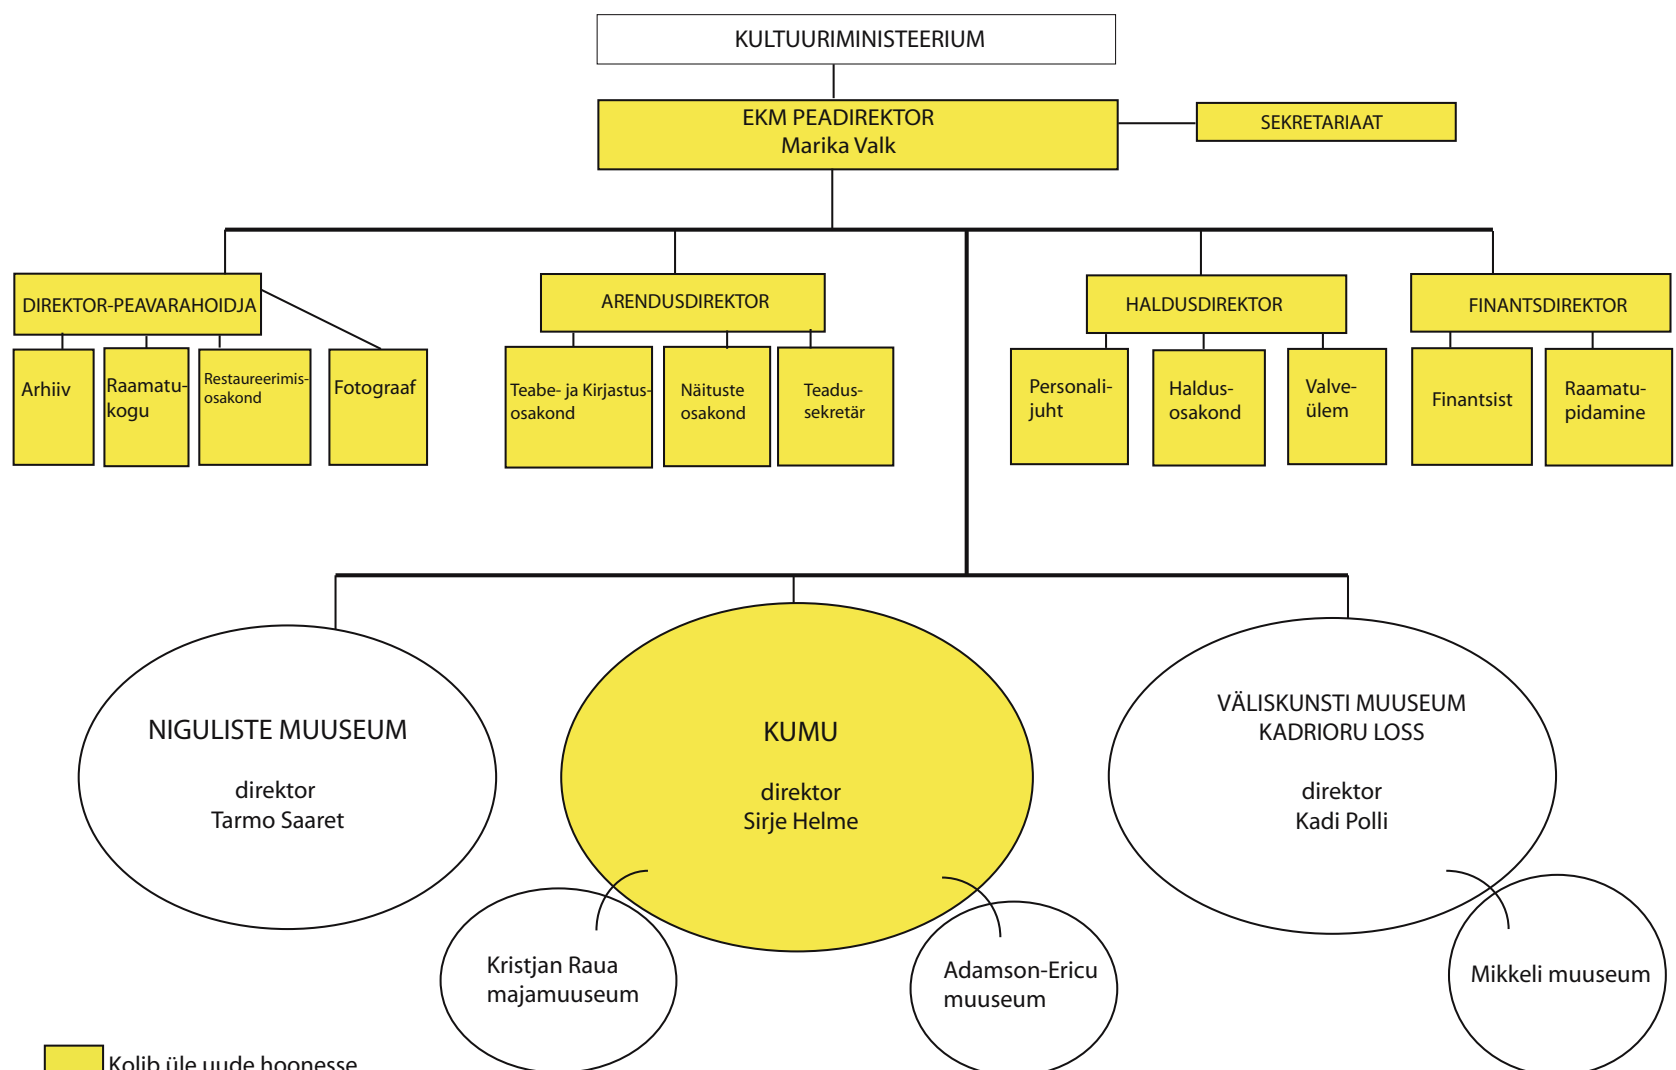 KULTUURIMINISTEERIUM
EKM PEADIREKTOR
Marika Valk
SEKRETARIAAT
DIREKTOR-PEAVARAHOIDJA
ARENDUSDIREKTOR
HALDUSDIREKTOR
FINANTSDIREKTOR
Arhiiv
Raamatu-
kogu
Restaureerimis-
osakond
Fotograaf
Teabe- ja Kirjastus-
osakond
Näituste
osakond
Teadus-
sekretär
Personali-
juht
Haldus-
osakond
Valve-
ülem
Finantsist
Raamatu-
pidamine
NIGULISTE MUUSEUM
direktor
Tarmo Saaret
KUMU
direktor
Sirje Helme
VÄLISKUNSTI MUUSEUM
KADRIORU LOSS
direktor
Kadi Polli
Kristjan Raua
majamuuseum
Adamson-Ericu
muuseum
Mikkeli muuseum
Kolib üle uude hoonesse